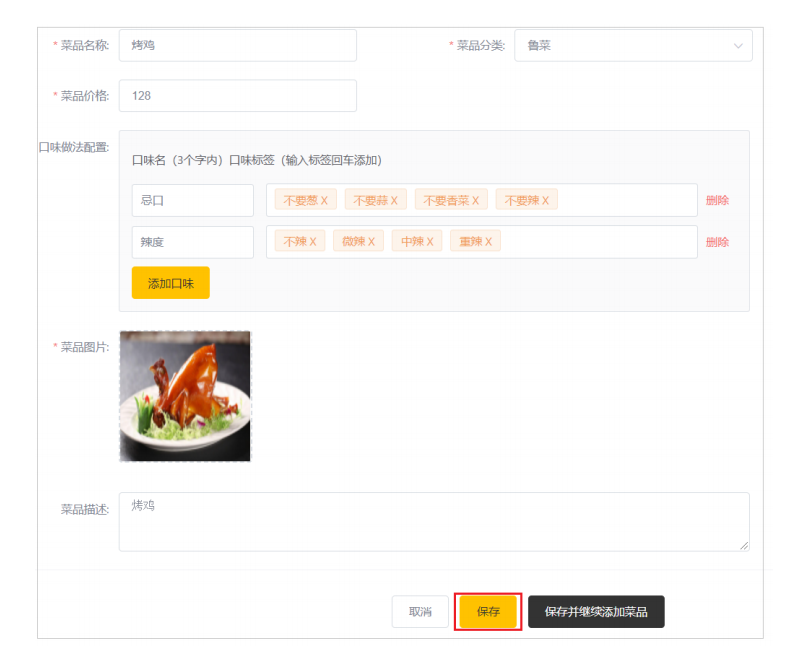 * 菜品名称: 烤鸡 * 菜品分类: 鲁菜
* 菜品价格: 128
口味做法配置:
口味名（3个字内）口味标签（输入标签回车添加）
忌口 不要葱 X 不要蒜 X 不要香菜 X 不要辣 X 删除
辣度 不辣 X 微辣 X 中辣 X 重辣 X 删除
添加口味
* 菜品图片:
菜品描述: 烤鸡
取消 保存 保存并继续添加菜品